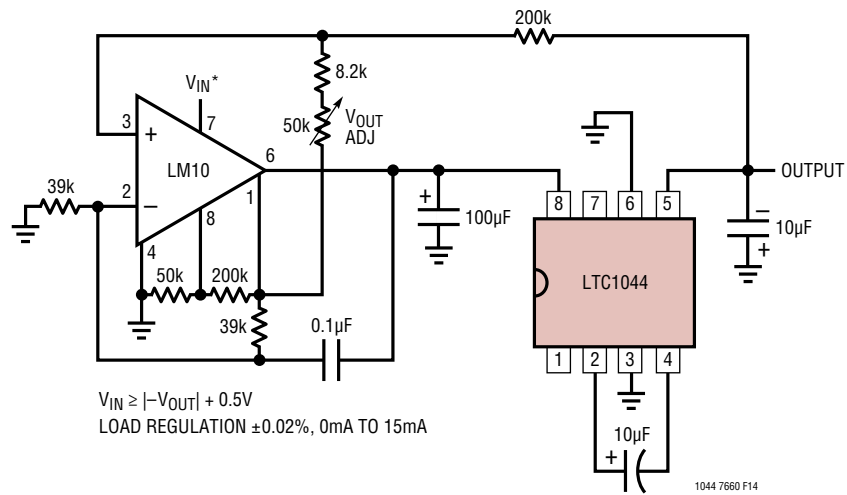 200k
8.2k
V_IN*
50k
V_OUT
ADJ
3
7
+
LM10
6
OUTPUT
39k
2
–
1
8
+
100µF
8
7
6
5
–
10µF
+
4
50k
200k
LTC1044
39k
0.1µF
1
2
3
4
V_IN ≥ |–V_OUT| + 0.5V
LOAD REGULATION ±0.02%, 0mA TO 15mA
10µF
+
1044 7660 F14